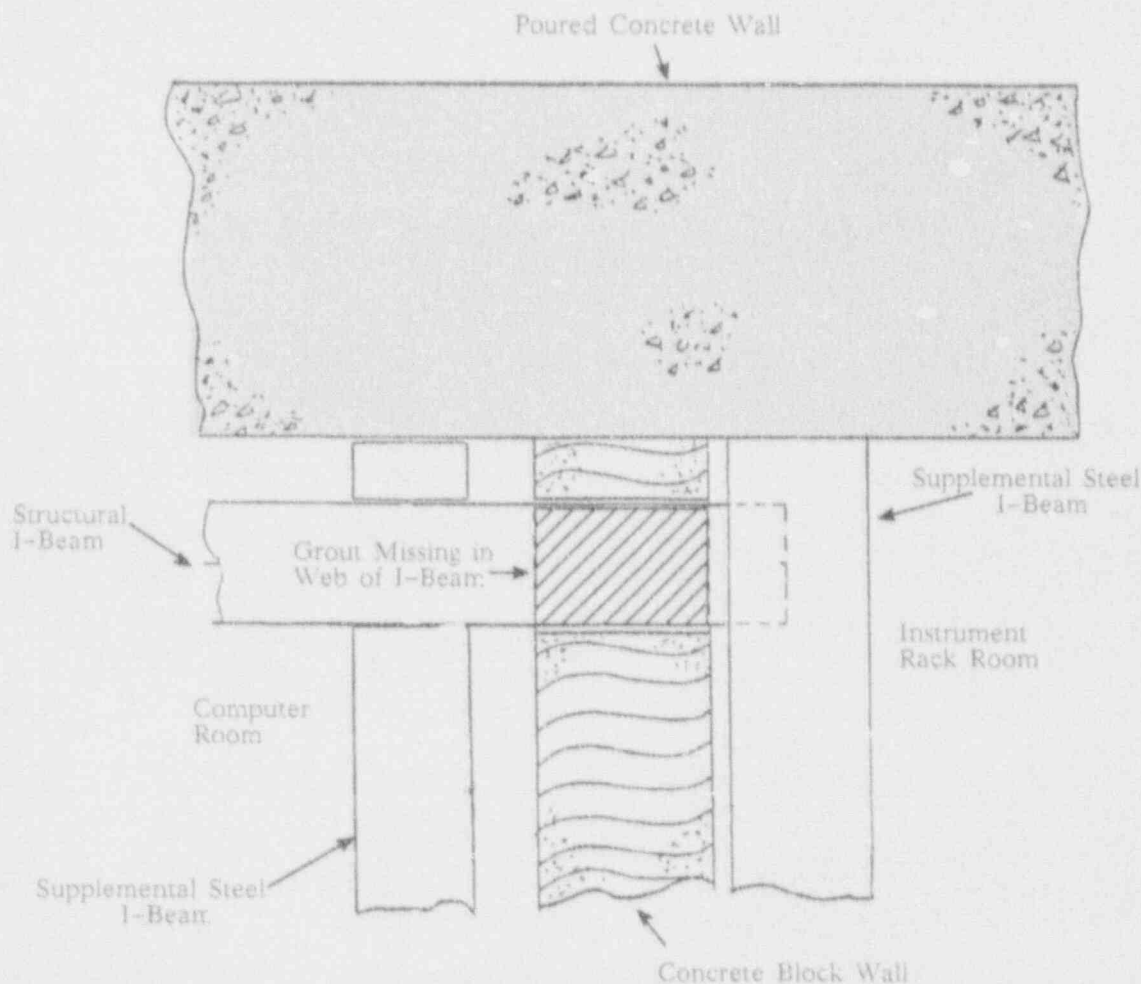 Poured Concrete Wall
Supplemental Steel
I-Beam
Structural
I-Beam
Grout Missing in
Web of I-Beam
Instrument
Rack Room
Computer
Room
Supplemental Steel
I-Beam
Concrete Block Wall